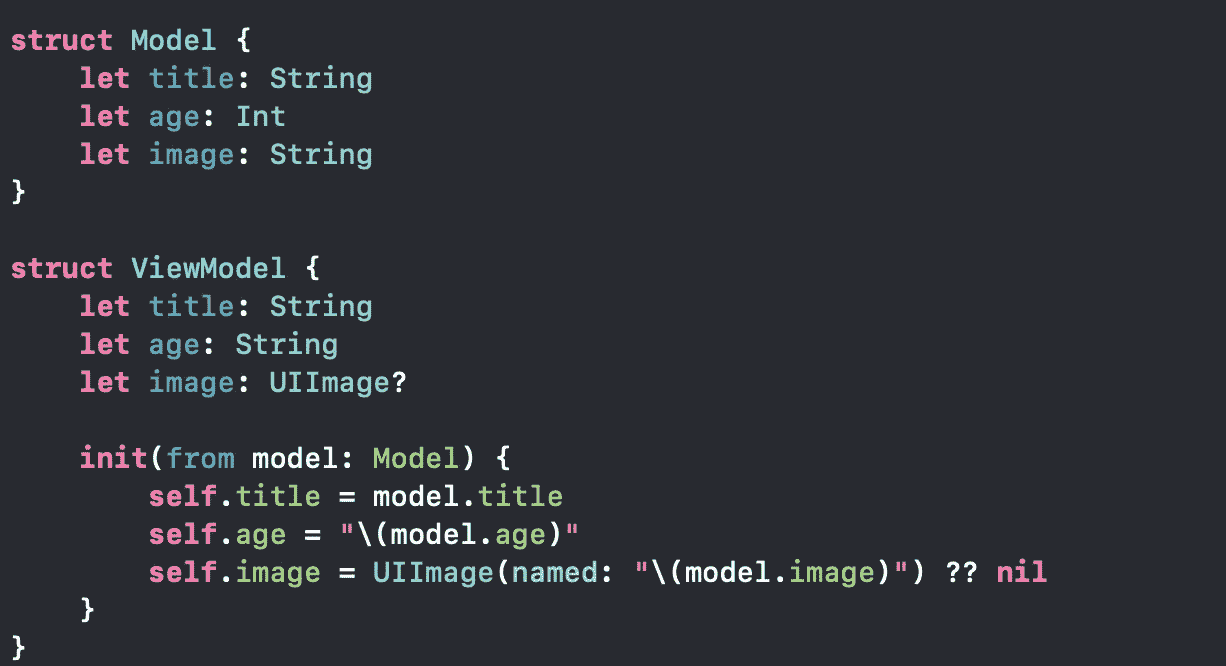 struct Model {
    let title: String
    let age: Int
    let image: String
}

struct ViewModel {
    let title: String
    let age: String
    let image: UIImage?

    init(from model: Model) {
        self.title = model.title
        self.age = "\(model.age)"
        self.image = UIImage(named: "\(model.image)") ?? nil
    }
}